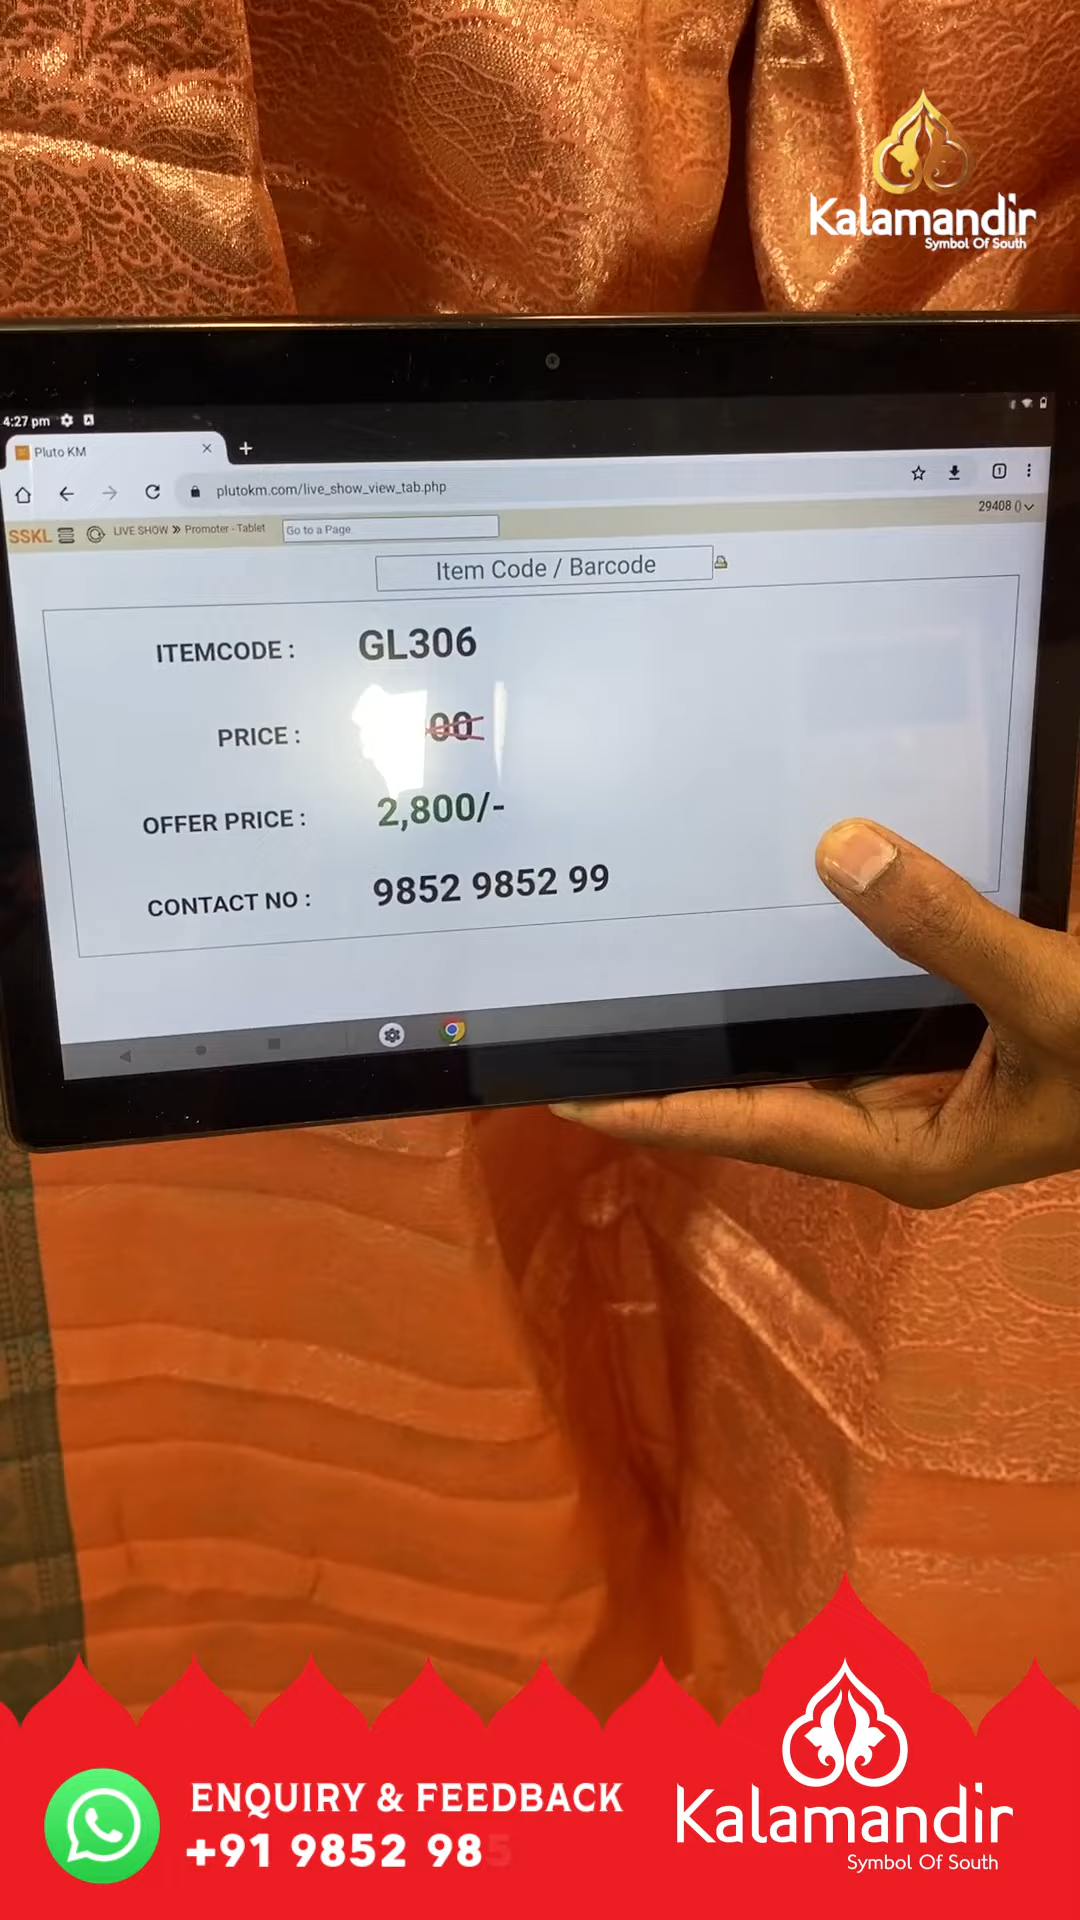 Kalamandir
Symbol Of South
4:27 pm
Pluto KM
plutokm.com/live_show_view_tab.php
29408 ()
SSKL LIVE SHOW » Promoter - Tablet Go to a Page
Item Code / Barcode
ITEMCODE : GL306
PRICE : 00
OFFER PRICE : 2,800/-
CONTACT NO : 9852 9852 99
ENQUIRY & FEEDBACK
+91 9852 985
Kalamandir
Symbol Of South